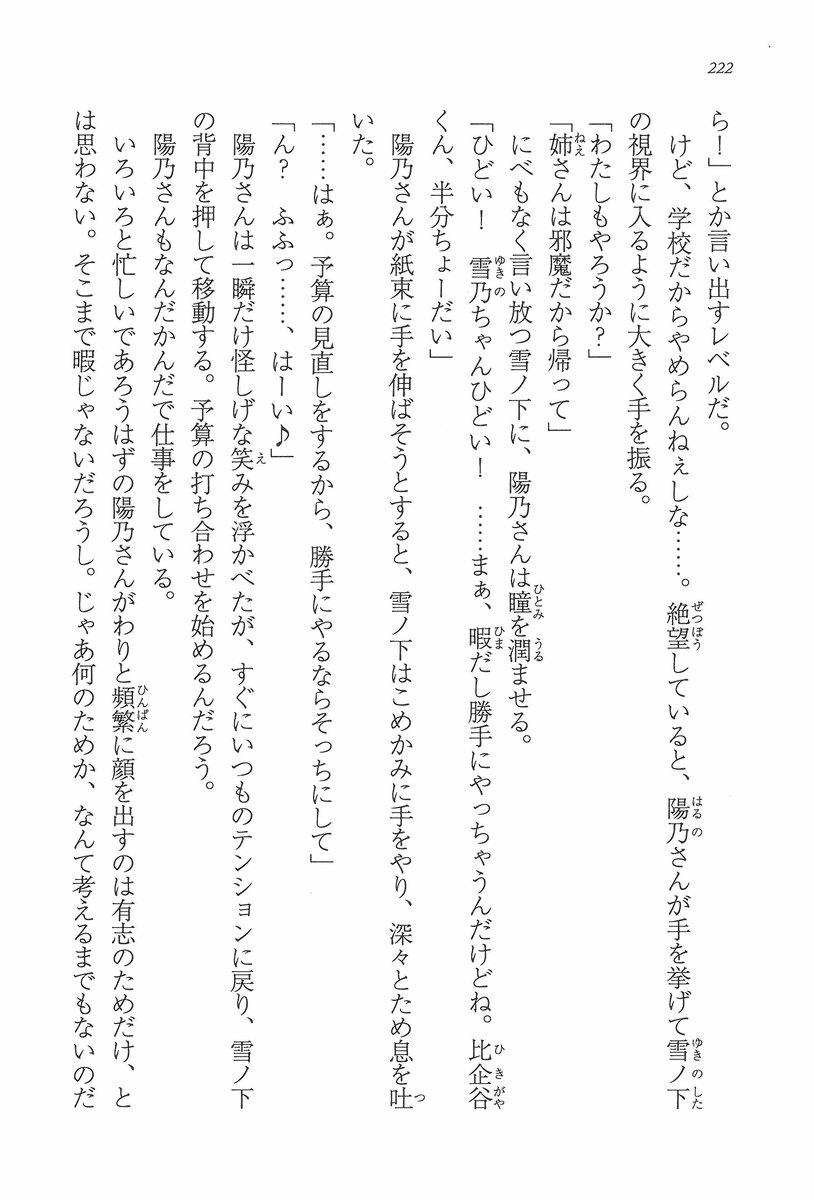 222
ら！」とか言い出すレベルだ。
けど、学校だからやめらんねぇしな……。絶望していると、陽乃さんが手を挙げて雪ノ下
の視界に入るように大きく手を振る。
「わたしもやろうか？」
「姉さんは邪魔だから帰って」
にべもなく言い放つ雪ノ下に、陽乃さんは瞳を潤ませる。
「ひどい！　雪乃ちゃんひどい！　……まぁ、暇だし勝手にやっちゃうんだけどね。比企谷
くん、半分ちょーだい」
陽乃さんが紙束に手を伸ばそうとすると、雪ノ下はこめかみに手をやり、深々とため息を吐
いた。
「……はぁ。予算の見直しをするから、勝手にやるならそっちにして」
「ん？　ふふっ……、はーい♪」
陽乃さんは一瞬だけ怪しげな笑みを浮かべたが、すぐにいつものテンションに戻り、雪ノ下
の背中を押して移動する。予算の打ち合わせを始めるんだろう。
陽乃さんもなんだかんだで仕事をしている。
いろいろと忙しいであろうはずの陽乃さんがわりと頻繁に顔を出すのは有志のためだけ、と
は思わない。そこまで暇じゃないだろうし。じゃあ何のためか、なんて考えるまでもないのだ